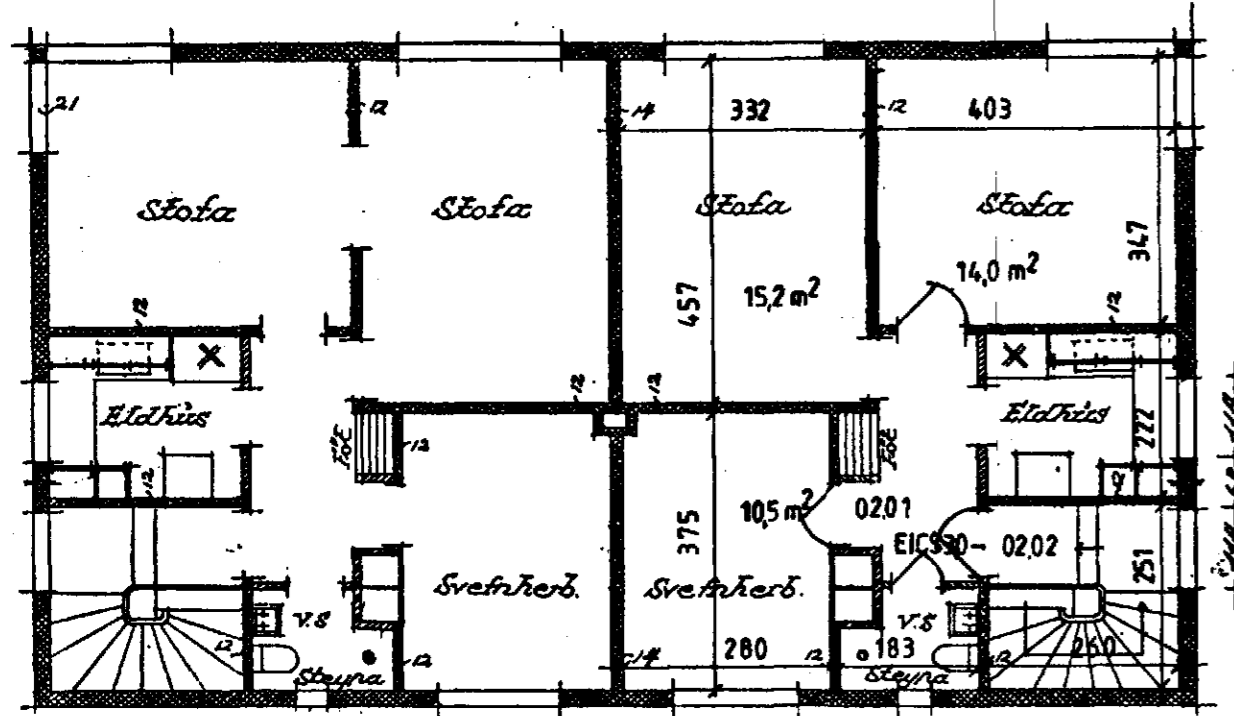 21
12
14
332
12
403
Stofa
Stofa
Stofa
Stofa
347
14,0 m²
15,2 m²
457
12
12
Eldhús
12
12
Eldhús
222
12
12
10,5 m²
02.01
375
EICS30- 02.02
251
Svefnherb.
Svefnherb.
V.S
V.S
12
12
14
280
12
183
12
260
Steypa
Steypa